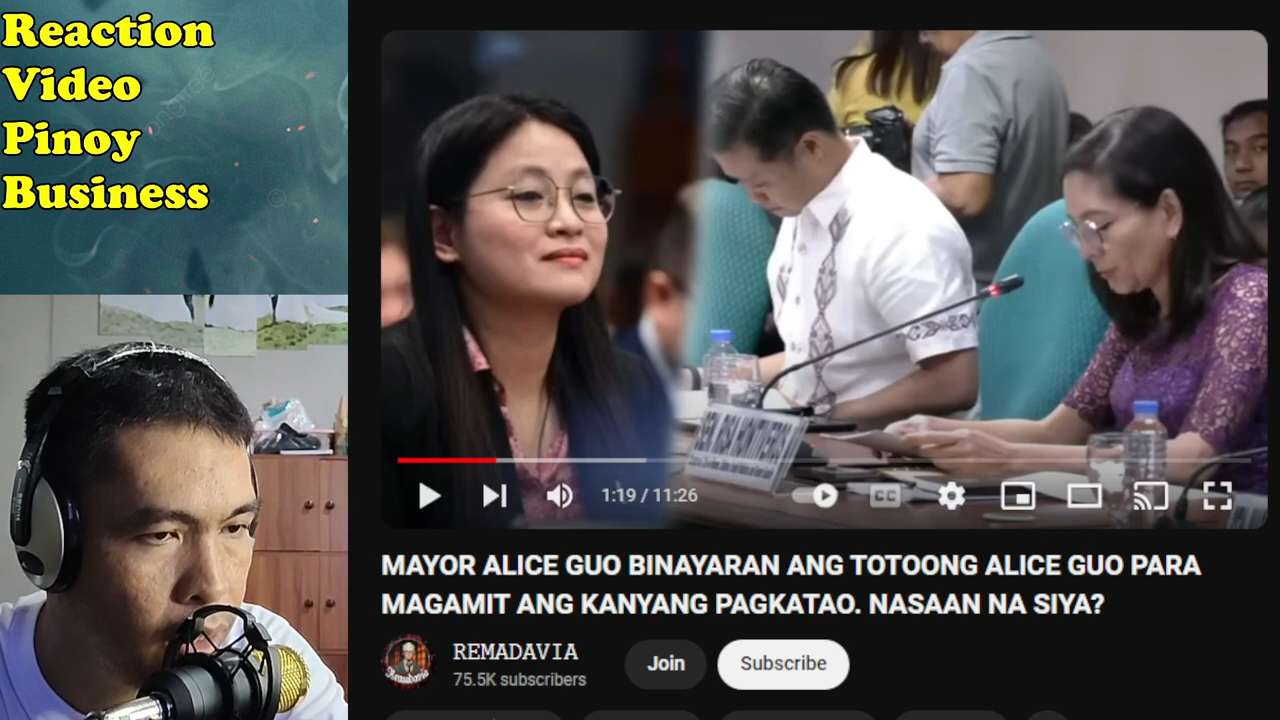 Reaction
Video
Pinoy
Business
1:19 / 11:26
CC
MAYOR ALICE GUO BINAYARAN ANG TOTOONG ALICE GUO PARA
MAGAMIT ANG KANYANG PAGKATAO. NASAAN NA SIYA?
REMADAVIA
75.5K subscribers
Join
Subscribe